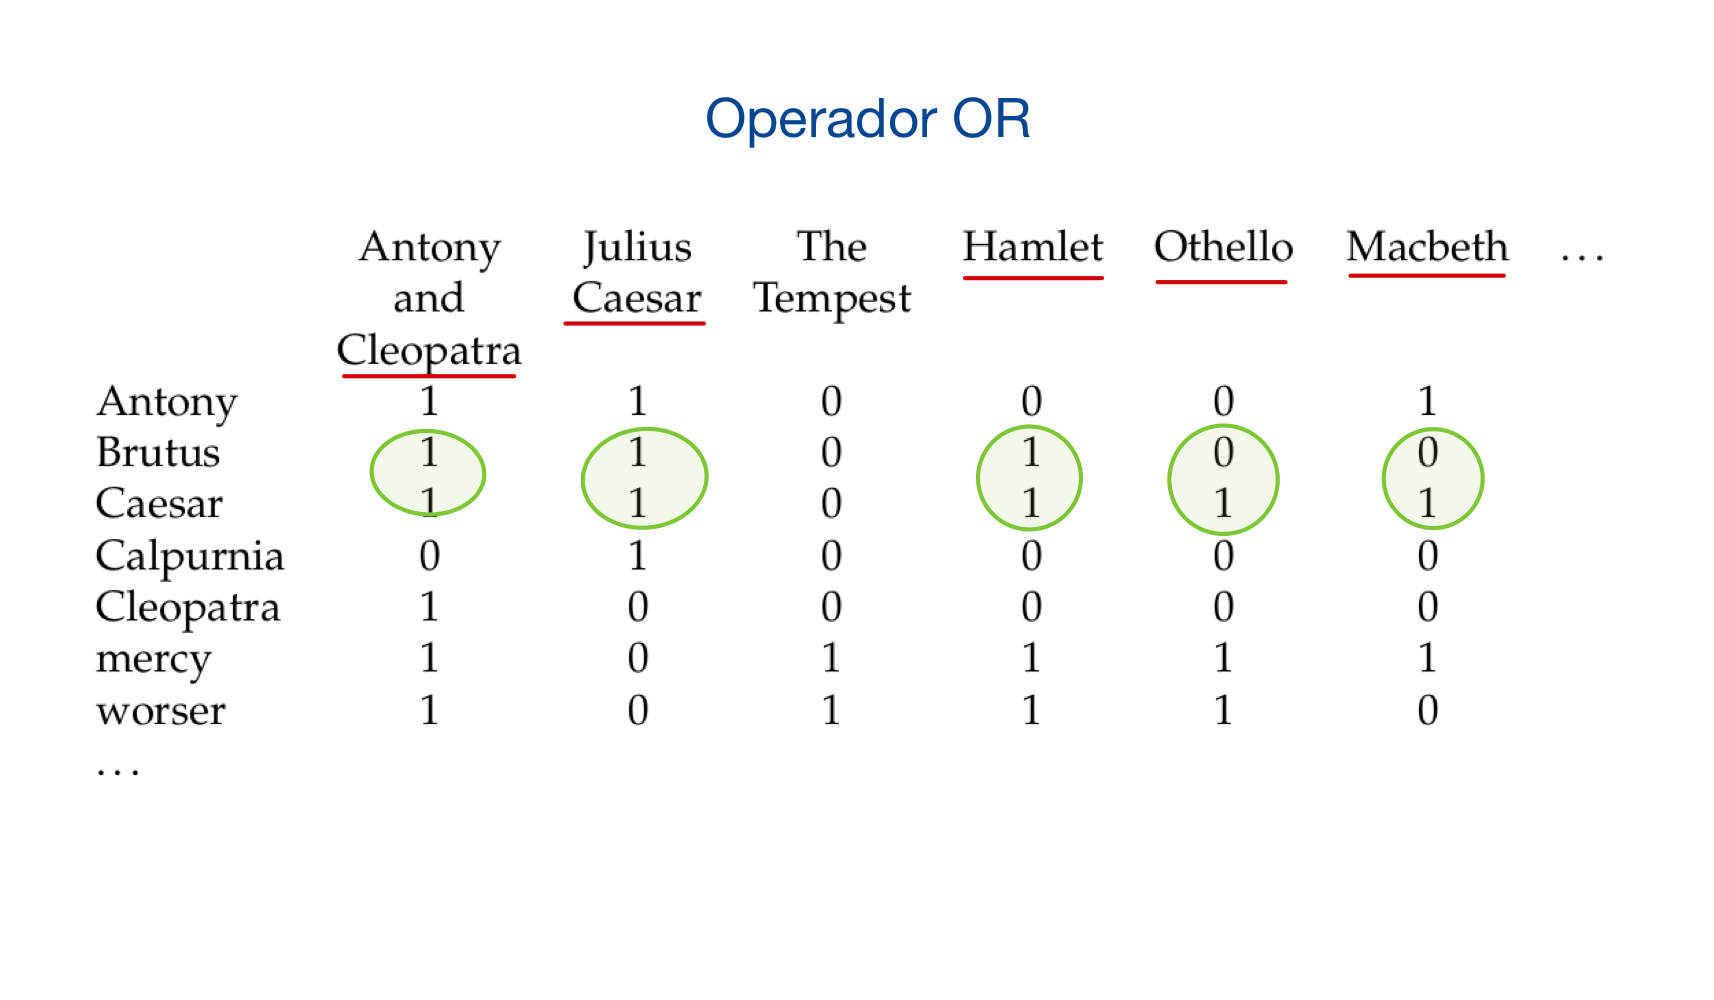 Operador OR
Antony Julius The Hamlet Othello Macbeth ...
and Caesar Tempest
Cleopatra
Antony 1 1 0 0 0 1
Brutus 1 1 0 1 0 0
Caesar 1 1 0 1 1 1
Calpurnia 0 1 0 0 0 0
Cleopatra 1 0 0 0 0 0
mercy 1 0 1 1 1 1
worser 1 0 1 1 1 0
...